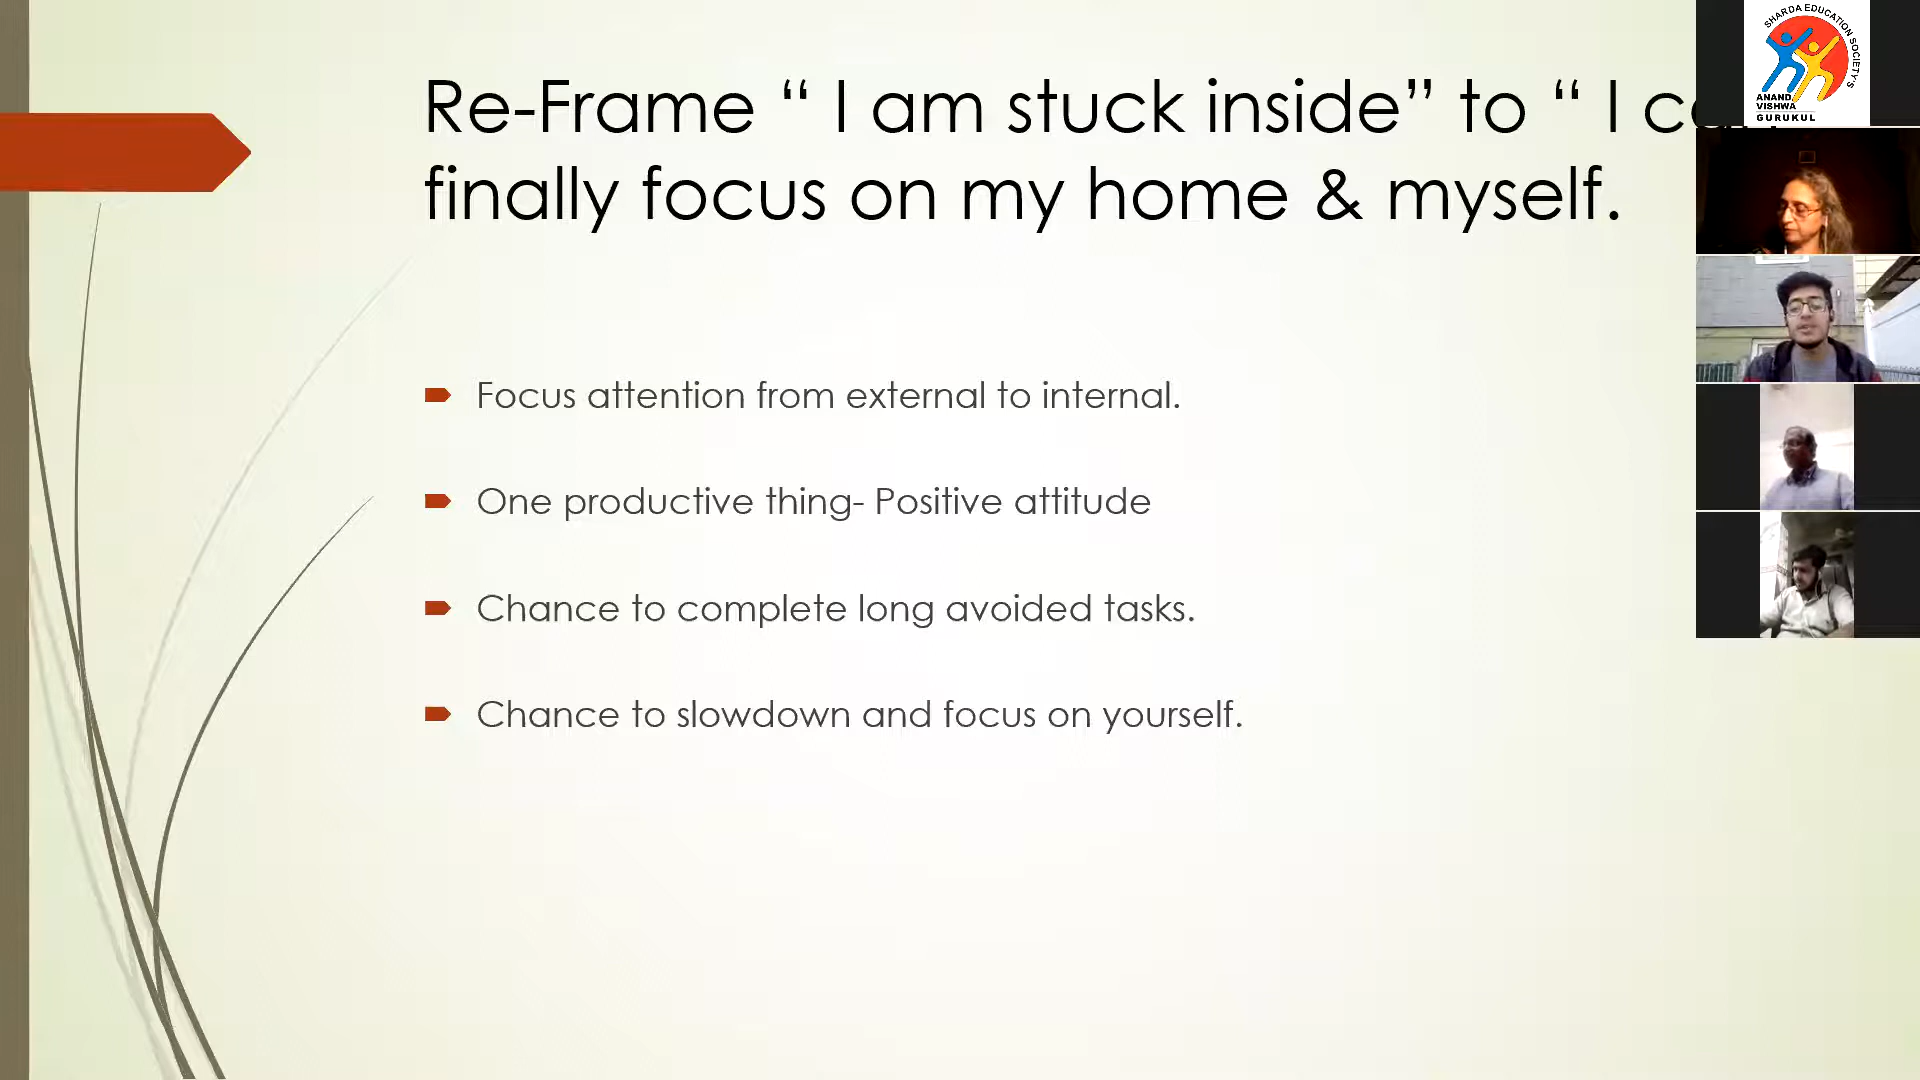 Re-Frame “ I am stuck inside” to “ I can
finally focus on my home & myself.
Focus attention from external to internal.
One productive thing- Positive attitude
Chance to complete long avoided tasks.
Chance to slowdown and focus on yourself.
SHARDA EDUCATION SOCIETY'S
ANAND
VISHWA
GURUKUL